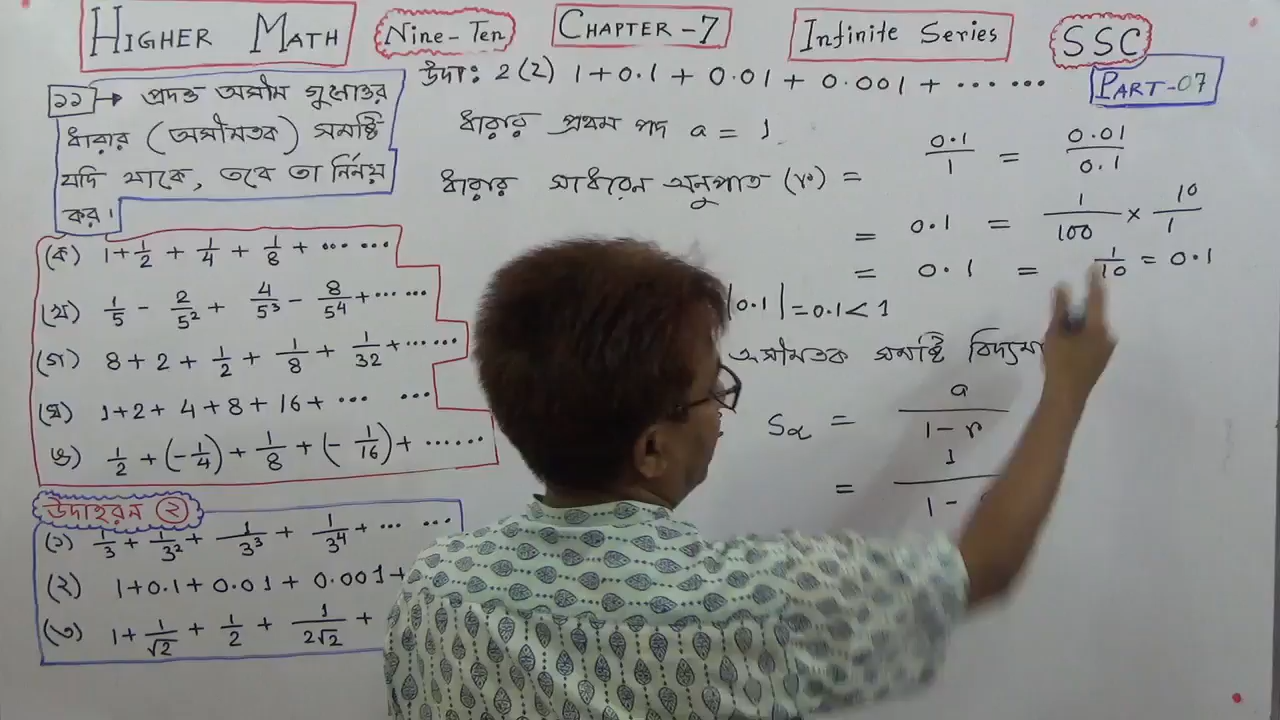 HIGHER MATH
Nine-Ten
CHAPTER-7
Infinite Series
SSC
PART-07
১১→ প্রদত্ত অসীম গুনোত্তর
ধারার (অসীমতক) সমষ্টি
যদি থাকে, তবে তা নির্নয়
কর।
(ক) 1 + 1/2 + 1/4 + 1/8 + ... ...
(খ) 1/5 - 2/5² + 4/5³ - 8/5⁴ + ... ...
(গ) 8 + 2 + 1/2 + 1/8 + 1/32 + ... ...
(ঘ) 1 + 2 + 4 + 8 + 16 + ... ...
(ঙ) 1/2 + (-1/4) + 1/8 + (-1/16) + ... ...
উদাহরন ২
(১) 1/3 + 1/3² + 1/3³ + 1/3⁴ + ... ...
(২) 1 + 0.1 + 0.01 + 0.001 +
(৩) 1 + 1/√2 + 1/2 + 1/2√2 +
উদা: 2(2) 1 + 0.1 + 0.01 + 0.001 + ... ...
ধারার প্রথম পদ a = 1
ধারার সাধরেন অনুপাত (r) = 0.1/1 = 0.01/0.1
= 0.1 = 1/100 × 10/1
= 0.1 = 1/10 = 0.1
|0.1| = 0.1 < 1
অসীমতক সমষ্টি
S∝ = a/1-r
= 1/1-